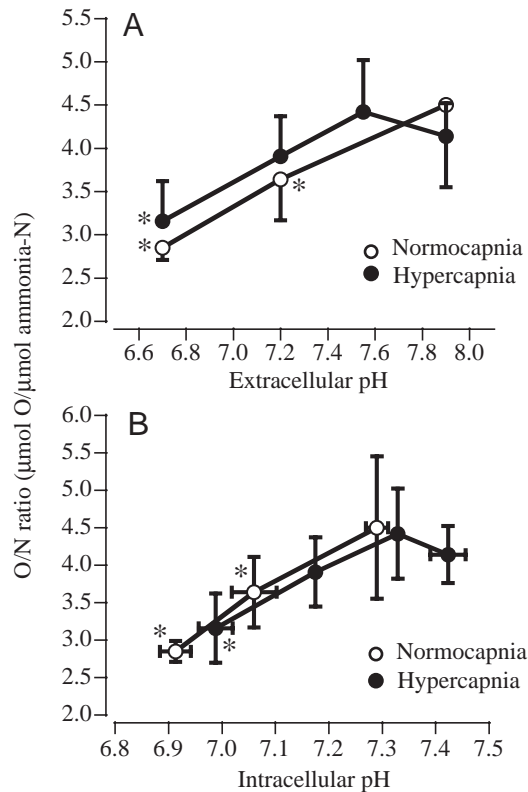 A
5.5
5.0
4.5
4.0
3.5
3.0
2.5
2.0
*
*
*
Normocapnia
Hypercapnia
6.6 6.8 7.0 7.2 7.4 7.6 7.8 8.0
Extracellular pH
O/N ratio (µmol O/µmol ammonia-N)
B
6.0
5.5
5.0
4.5
4.0
3.5
3.0
2.5
2.0
*
*
*
Normocapnia
Hypercapnia
6.8 6.9 7.0 7.1 7.2 7.3 7.4 7.5
Intracellular pH